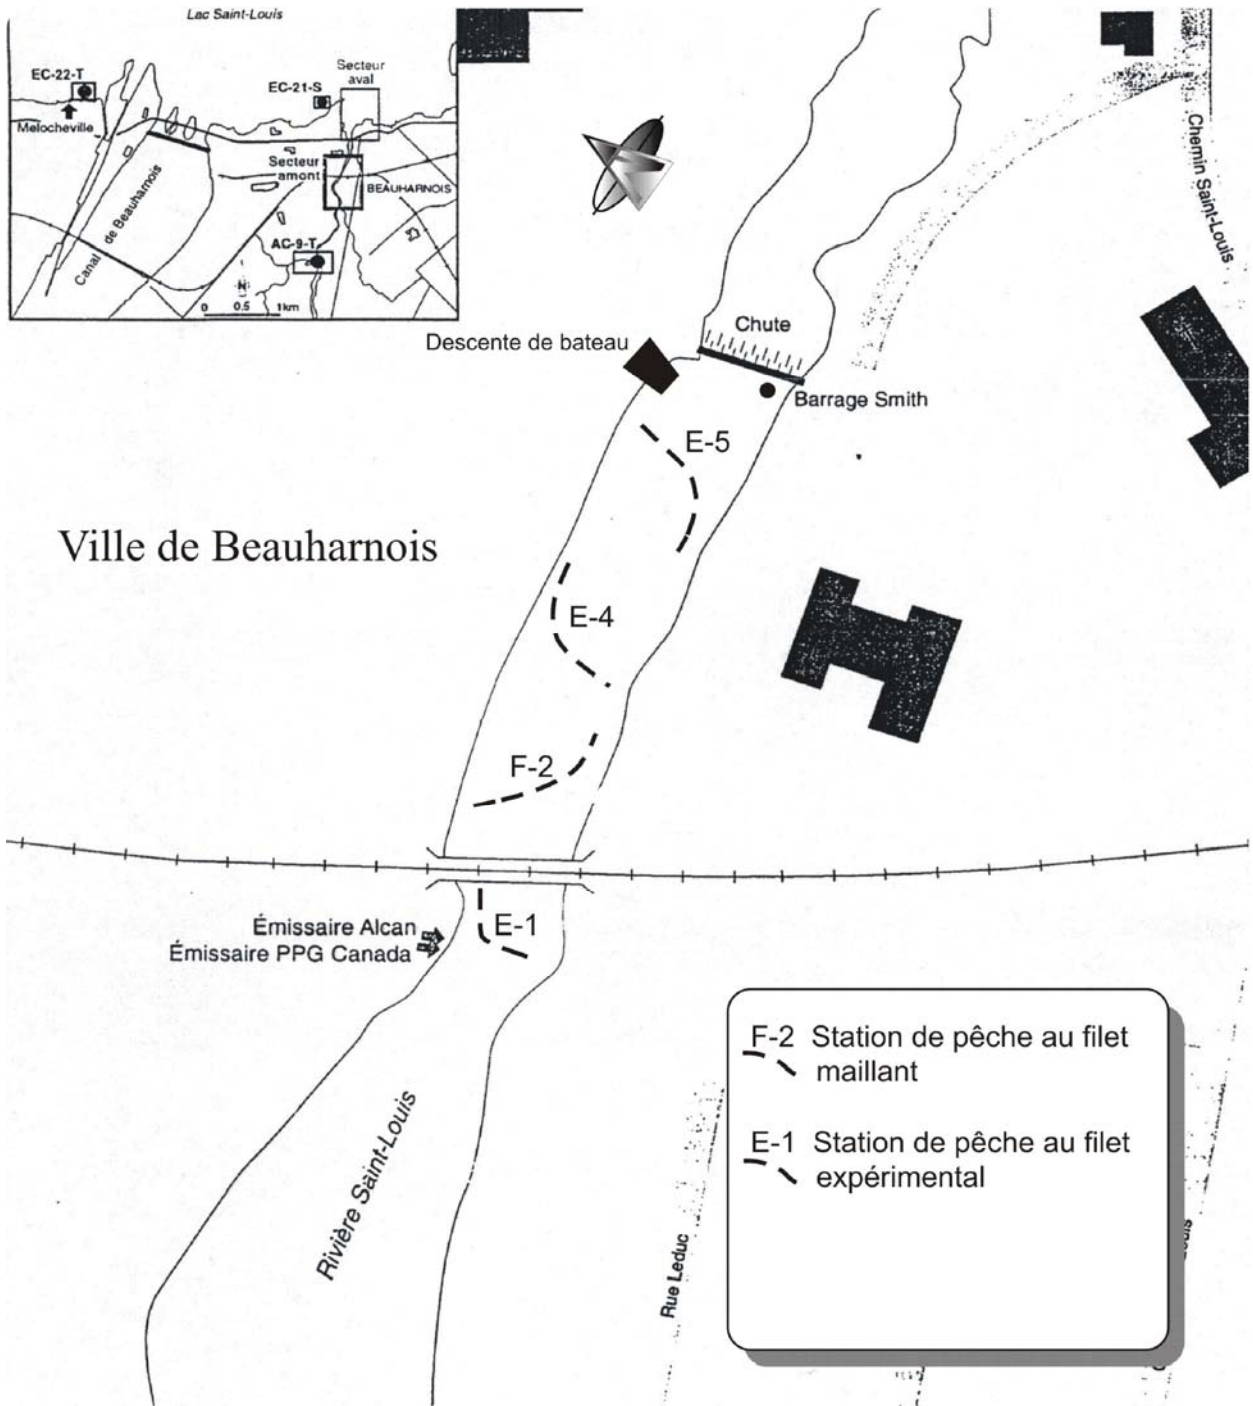 Lac Saint-Louis
EC-22-T
Melocheville
EC-21-S
Secteur
aval
Secteur
amont
BEAUHARNOIS
Canal de Beauharnois
AC-9-T
N
0 0.5 1km
Chemin Saint-Louis
Descente de bateau
Chute
Barrage Smith
E-5
Ville de Beauharnois
E-4
F-2
Émissaire Alcan
Émissaire PPG Canada
E-1
Rivière Saint-Louis
Rue Leduc
F-2 Station de pêche au filet
maillant
E-1 Station de pêche au filet
expérimental